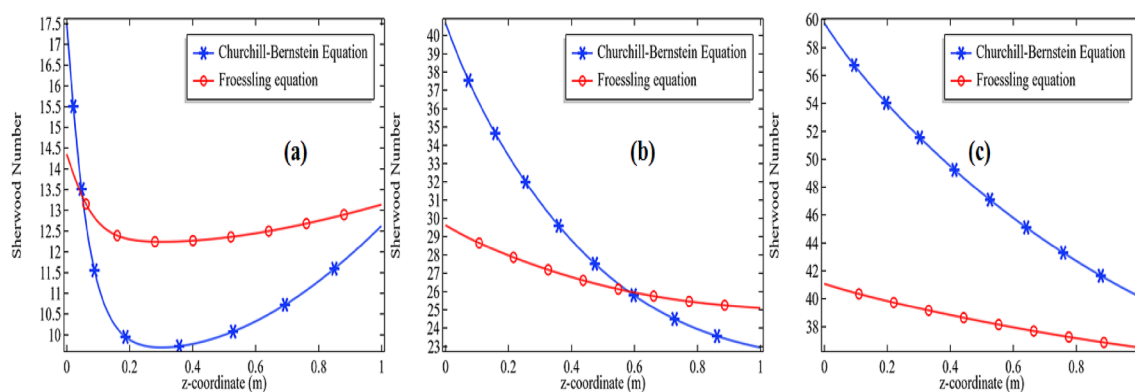 17.5
17
16.5
16
15.5
15
14.5
14
13.5
13
12.5
12
11.5
11
10.5
10
Sherwood Number
Churchill-Bernstein Equation
Froessling equation
(a)
0 0.2 0.4 0.6 0.8 1
z-coordinate (m)
40
39
38
37
36
35
34
33
32
31
30
29
28
27
26
25
24
23
Sherwood Number
Churchill-Bernstein Equation
Froessling equation
(b)
0 0.2 0.4 0.6 0.8 1
z-coordinate (m)
60
58
56
54
52
50
48
46
44
42
40
38
Sherwood Number
Churchill-Bernstein Equation
Froessling equation
(c)
0 0.2 0.4 0.6 0.8
z-coordinate (m)